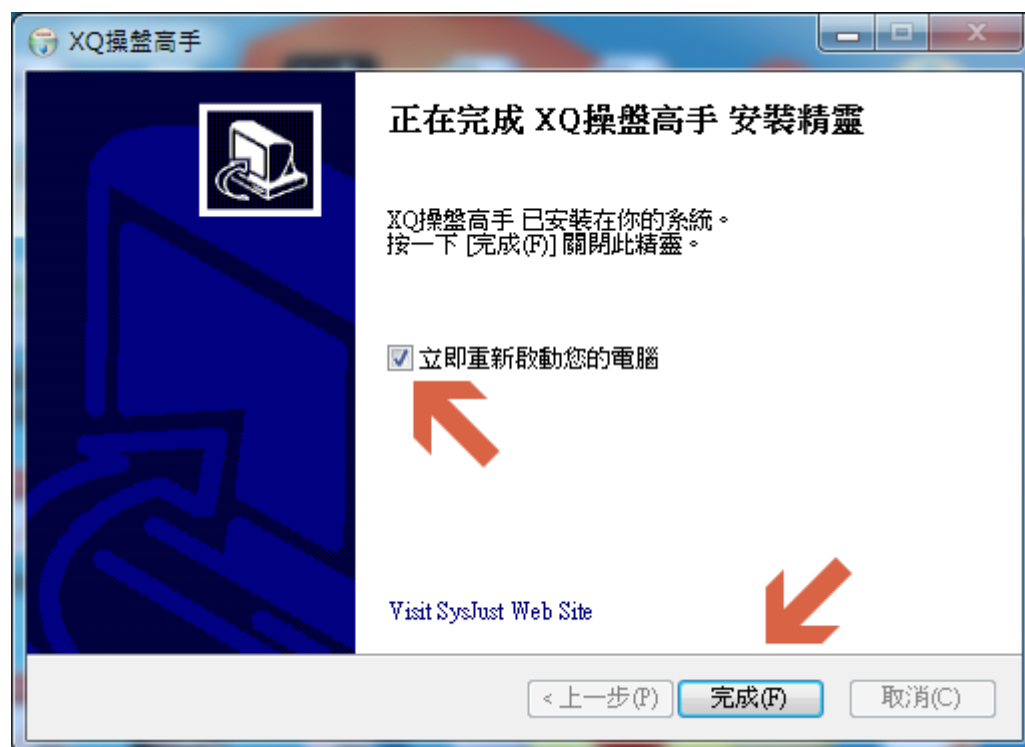 XQ操盤高手
正在完成 XQ操盤高手 安裝精靈
XQ操盤高手 已安裝在你的系統。
按一下 [完成(F)] 關閉此精靈。
立即重新啟動您的電腦
Visit SysJust Web Site
<上一步(P)
完成(F)
取消(C)